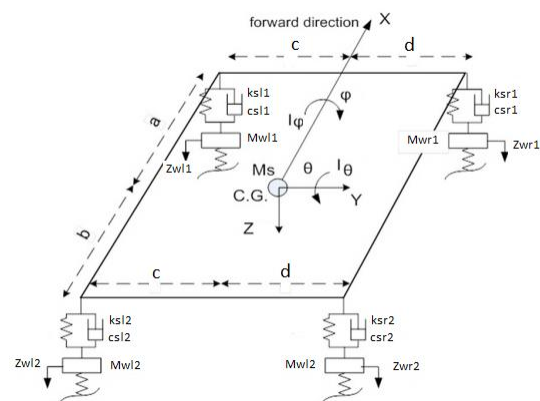 forward direction X
c d
ksl1
csl1
ksr1
csr1
φ
Iφ
a
Mwl1
Mwr1
Zwl1
Zwr1
Ms
θ Iθ
C.G.
Y
Z
b
c d
ksl2
csl2
ksr2
csr2
Zwl2
Mwl2
Mwl2
Zwr2